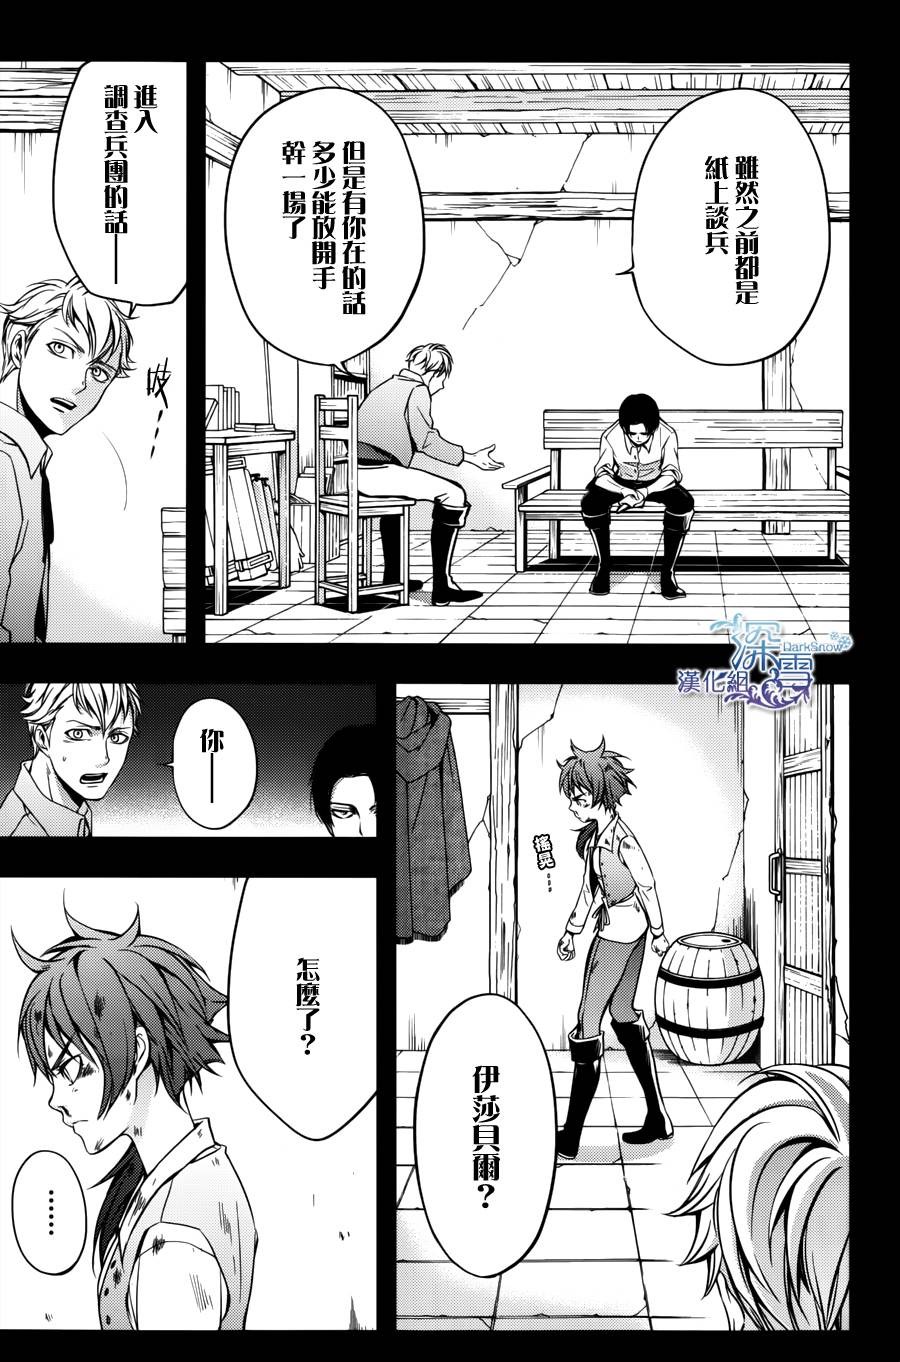 雖然之前都是
紙上談兵
但是有你在的話
多少能放開手
幹一場了
進入
調查兵團的話——
吱…
深雪
DarkSnow
漢化組
搖晃…
伊莎貝爾？
你——
怎麼了？
……